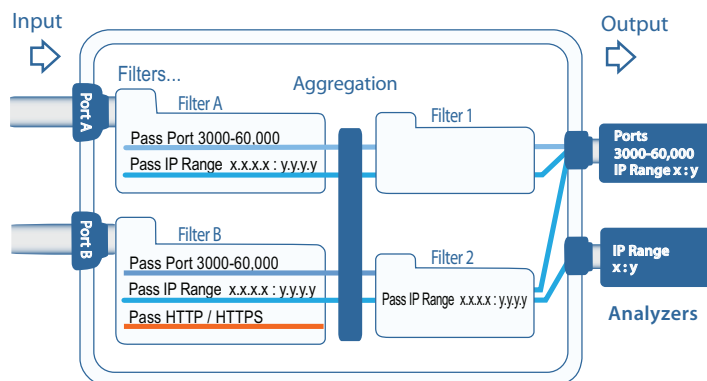 Input
Output
Filters...
Aggregation
Port A
Filter A
Filter 1
Pass Port 3000-60,000
Pass IP Range x.x.x.x : y.y.y.y
Ports
3000-60,000
IP Range x : y
Port B
Filter B
Filter 2
Pass Port 3000-60,000
Pass IP Range x.x.x.x : y.y.y.y
Pass HTTP / HTTPS
Pass IP Range x.x.x.x : y.y.y.y
IP Range
x:y
Analyzers